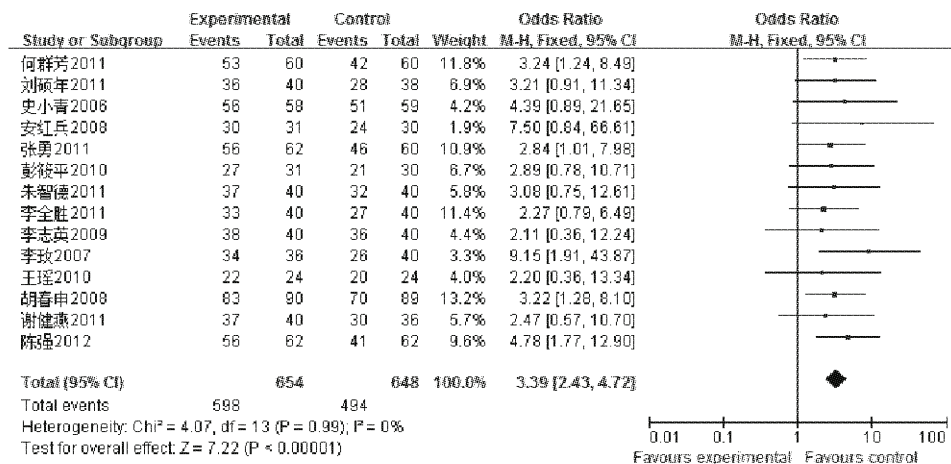 Experimental Control Odds Ratio Odds Ratio
Study or Subgroup Events Total Events Total Weight M-H, Fixed, 95% CI M-H, Fixed, 95% CI
何群芳2011 53 60 42 60 11.8% 3.24 [1.24, 8.49]
刘硕年2011 36 40 28 38 6.9% 3.21 [0.91, 11.34]
史小青2006 56 58 51 59 4.2% 4.39 [0.89, 21.65]
安红兵2008 30 31 24 30 1.9% 7.50 [0.84, 66.61]
张勇2011 56 62 46 60 10.9% 2.84 [1.01, 7.98]
彭筱平2010 27 31 21 30 7.0% 2.89 [0.78, 10.71]
朱智德2011 37 40 32 40 5.8% 3.08 [0.75, 12.61]
李全胜2011 33 40 27 40 11.4% 2.27 [0.79, 6.49]
李志英2009 38 40 36 40 4.4% 2.11 [0.36, 12.24]
李玫2007 34 36 26 40 3.3% 9.15 [1.91, 43.87]
王瑶2010 22 24 20 24 4.0% 2.20 [0.36, 13.34]
胡春申2008 83 90 70 89 13.2% 3.22 [1.28, 8.10]
谢健燕2011 37 40 30 36 5.7% 2.47 [0.57, 10.70]
陈强2012 56 62 41 62 9.6% 4.78 [1.77, 12.90]
Total (95% CI) 654 648 100.0% 3.39 [2.43, 4.72]
Total events 598 494
Heterogeneity: Chi² = 4.07, df = 13 (P = 0.99); I² = 0%
Test for overall effect: Z = 7.22 (P < 0.00001)
0.01 0.1 1 10 100
Favours experimental Favours control